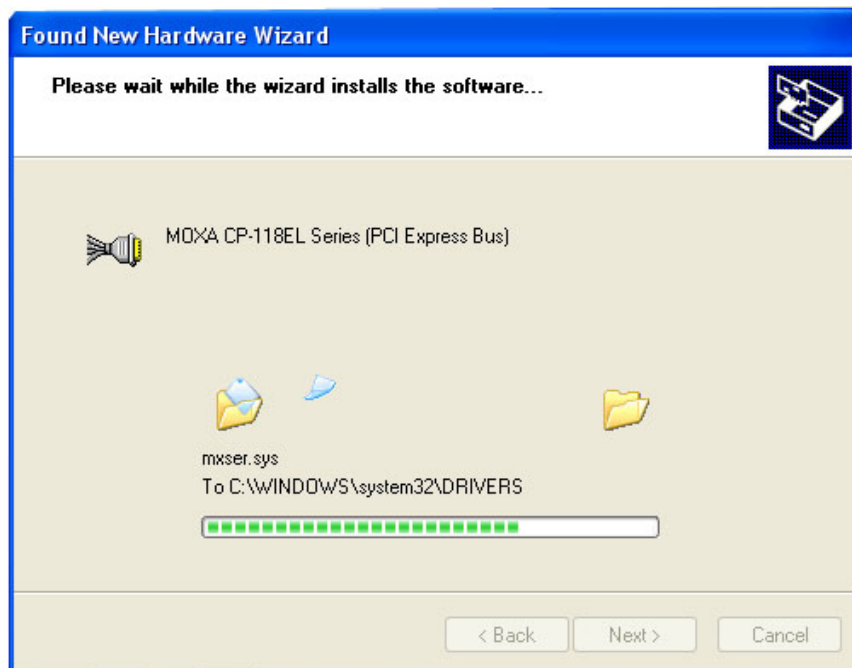 Found New Hardware Wizard
Please wait while the wizard installs the software...
MOXA CP-118EL Series (PCI Express Bus)
mxser.sys
To C:\WINDOWS\system32\DRIVERS
< Back Next > Cancel